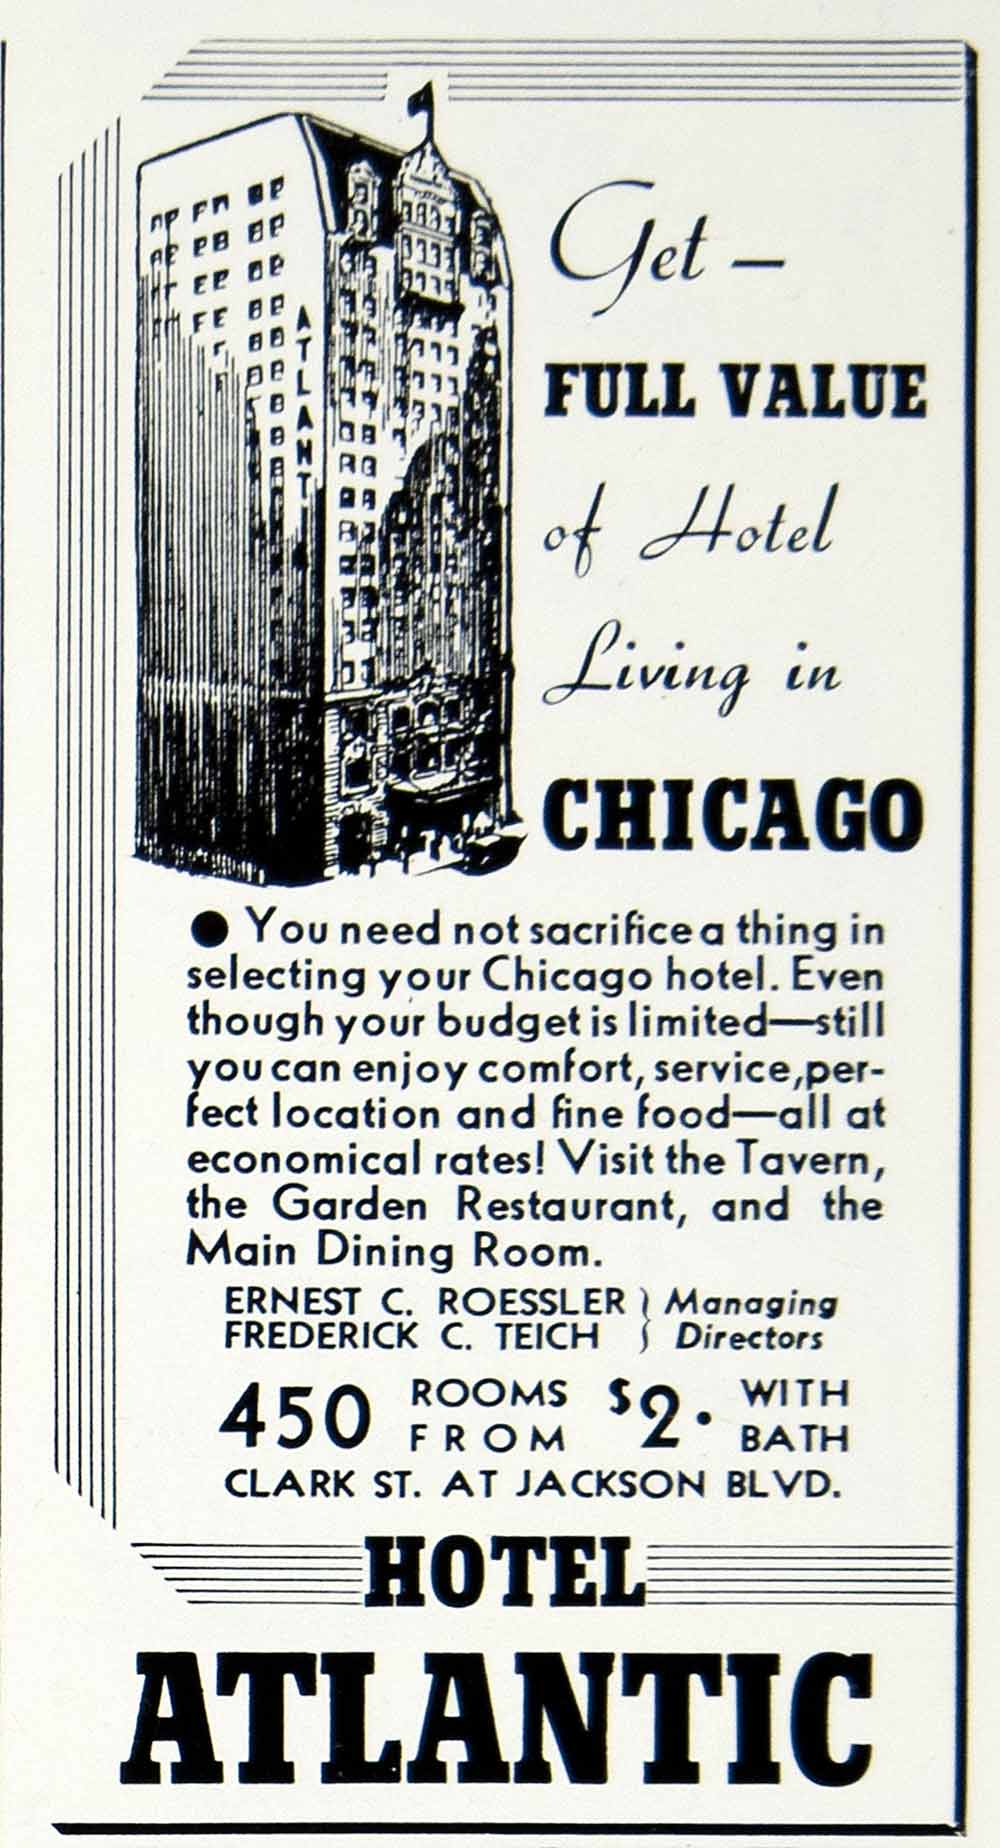 ATLANT
Get —
FULL VALUE
of Hotel
Living in
CHICAGO
● You need not sacrifice a thing in
selecting your Chicago hotel. Even
though your budget is limited—still
you can enjoy comfort, service, per-
fect location and fine food—all at
economical rates! Visit the Tavern,
the Garden Restaurant, and the
Main Dining Room.
ERNEST C. ROESSLER } Managing
FREDERICK C. TEICH } Directors
450 ROOMS FROM $2. WITH BATH
CLARK ST. AT JACKSON BLVD.
HOTEL
ATLANTIC